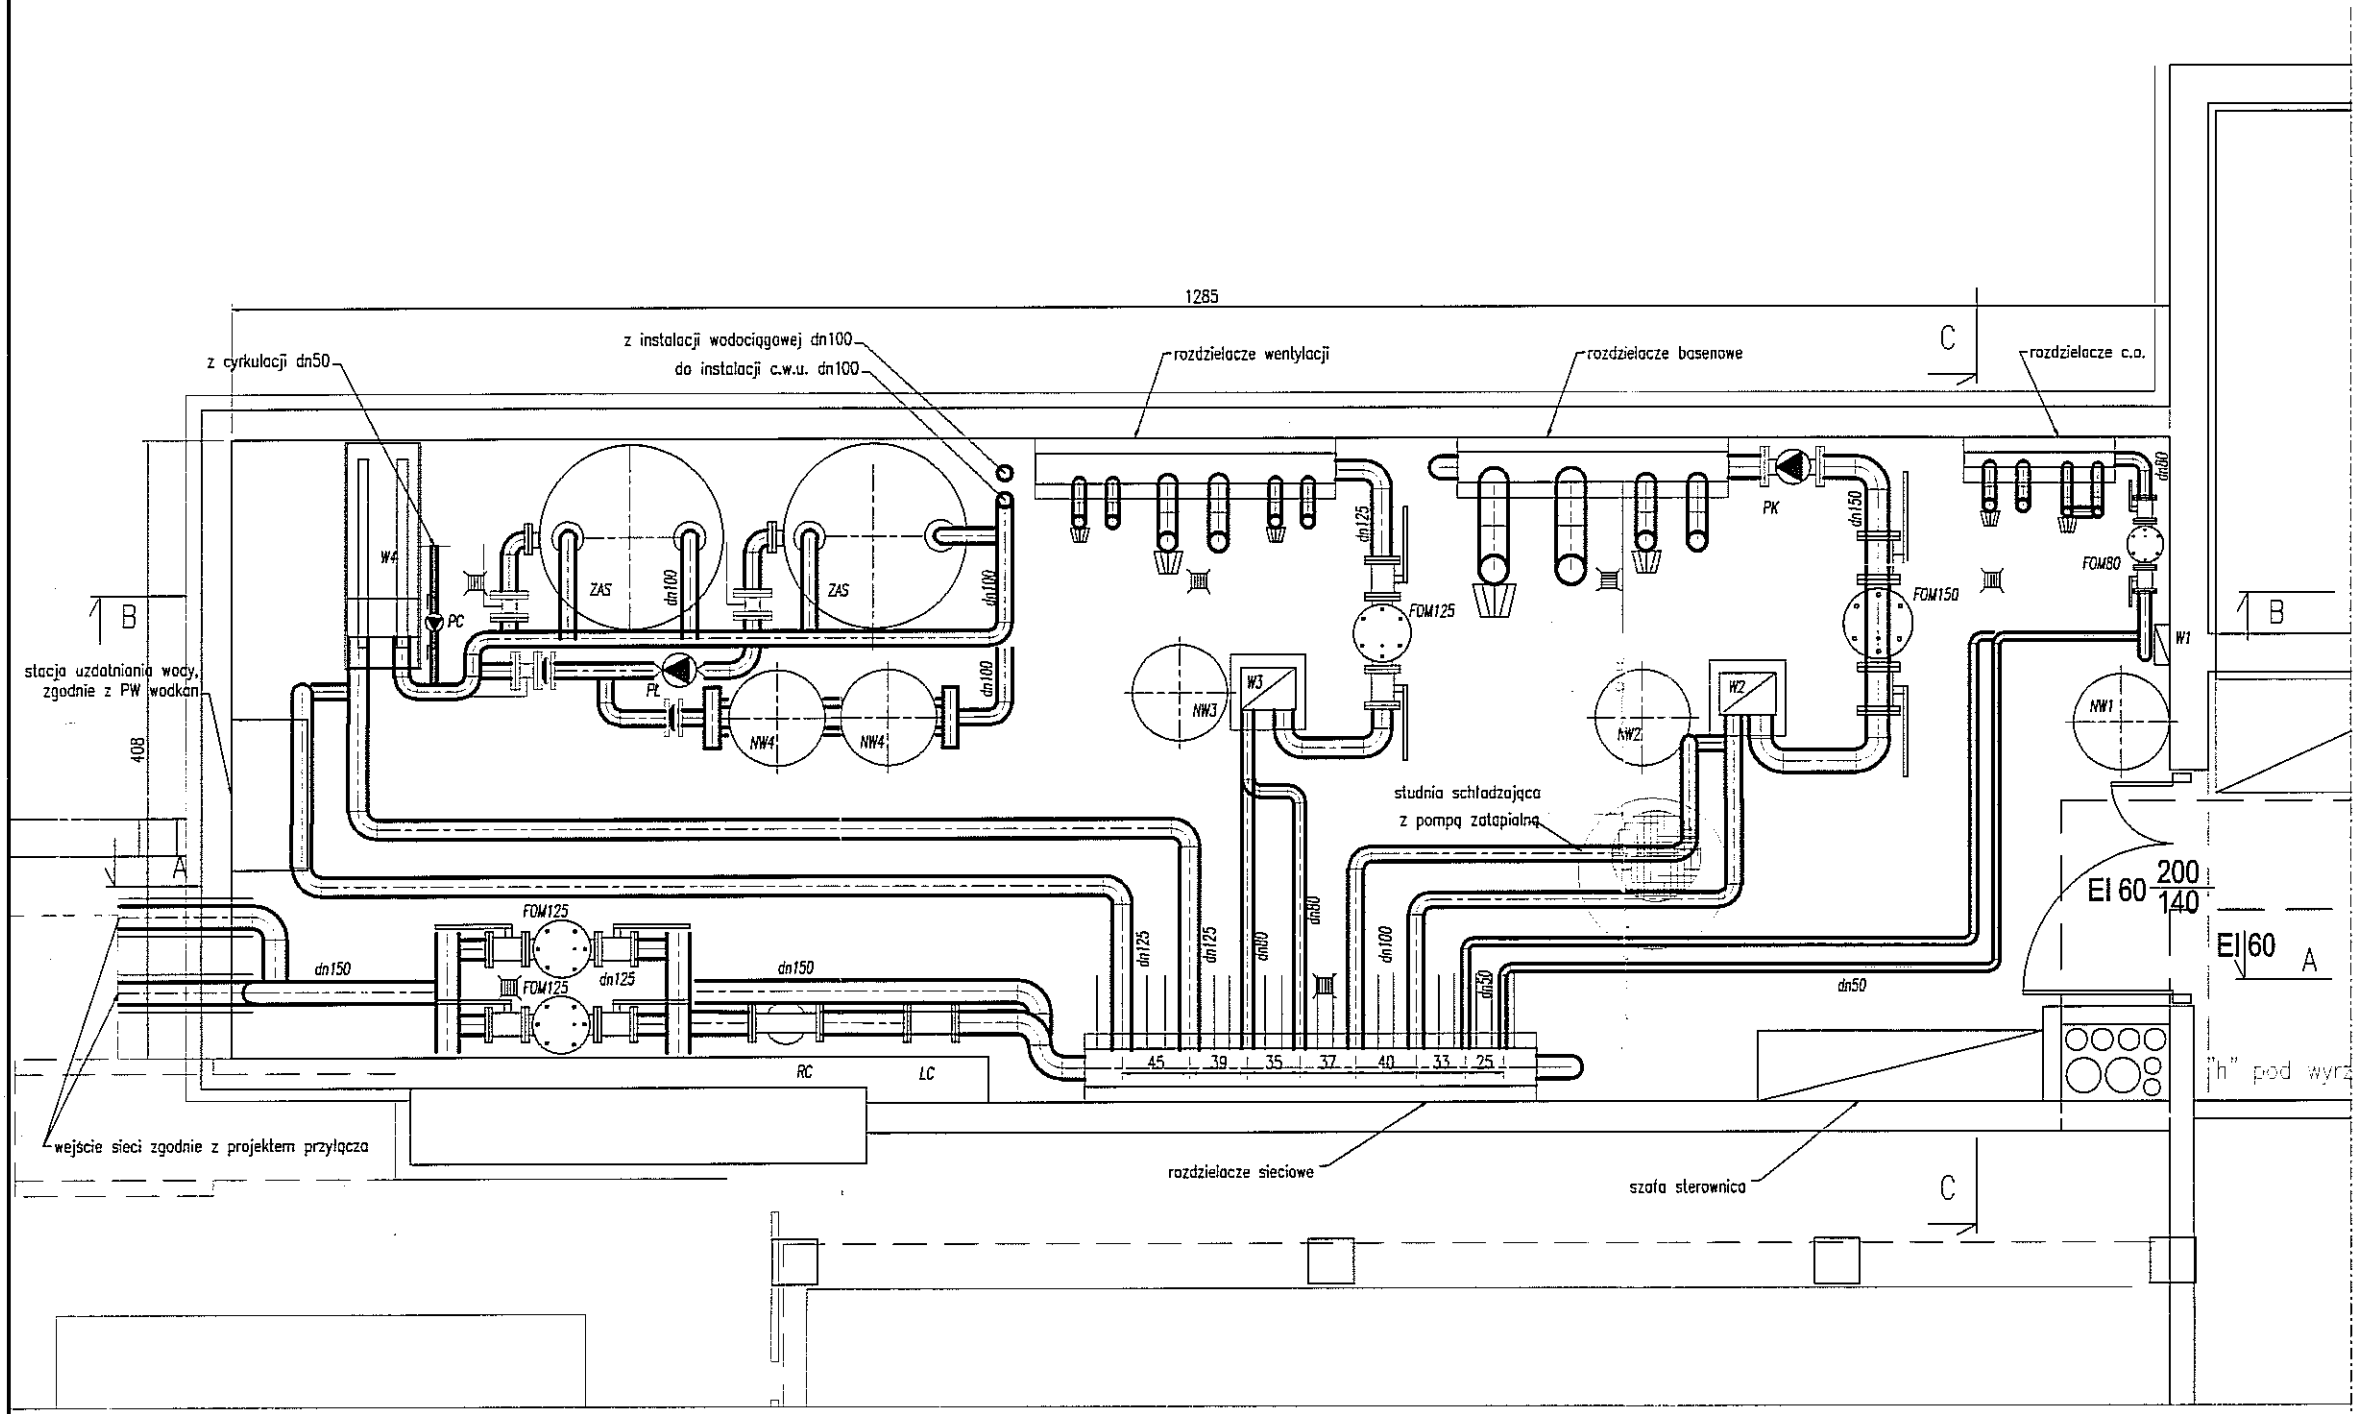 1285
z instalacji wodociągowej dn100
z cyrkulacji dn50
do instalacji c.w.u. dn100
rozdzielacze wentylacji
rozdzielacze basenowe
C
rozdzielacze c.o.
dn80
dn125
PK
dn150
W4
ZAS
dn100
ZAS
dn100
FOM80
FOM125
FOM150
B
PC
B
W1
stacja uzdatniania wody,
zgodnie z PW wodkan
PŁ
dn100
W3
W2
NW3
NW1
NW4
NW4
NW2
408
studnia schładzająca
z pompą zatapialną
A
EI 60 200
140
FOM125
dn80
dn125
dn125
dn80
dn100
EI 60
A
dn150
dn125
dn150
FOM125
dn50
dn50
45
39
35
37
40
33
25
RC
LC
"h" pod wyrz
wejście sieci zgodnie z projektem przyłącza
rozdzielacze sieciowe
szafa sterownica
C